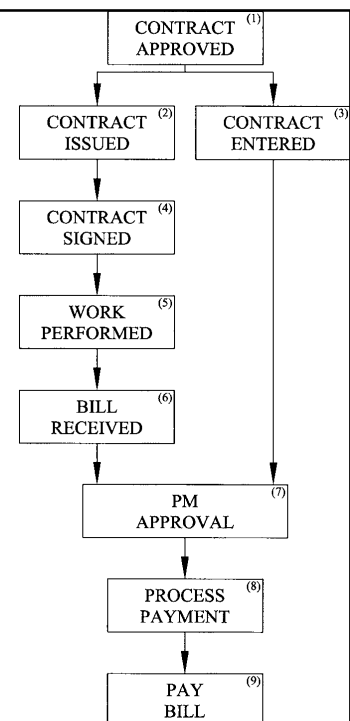 CONTRACT (1)
APPROVED
CONTRACT (2)
ISSUED
CONTRACT (3)
ENTERED
CONTRACT (4)
SIGNED
WORK (5)
PERFORMED
BILL (6)
RECEIVED
PM (7)
APPROVAL
PROCESS (8)
PAYMENT
PAY (9)
BILL